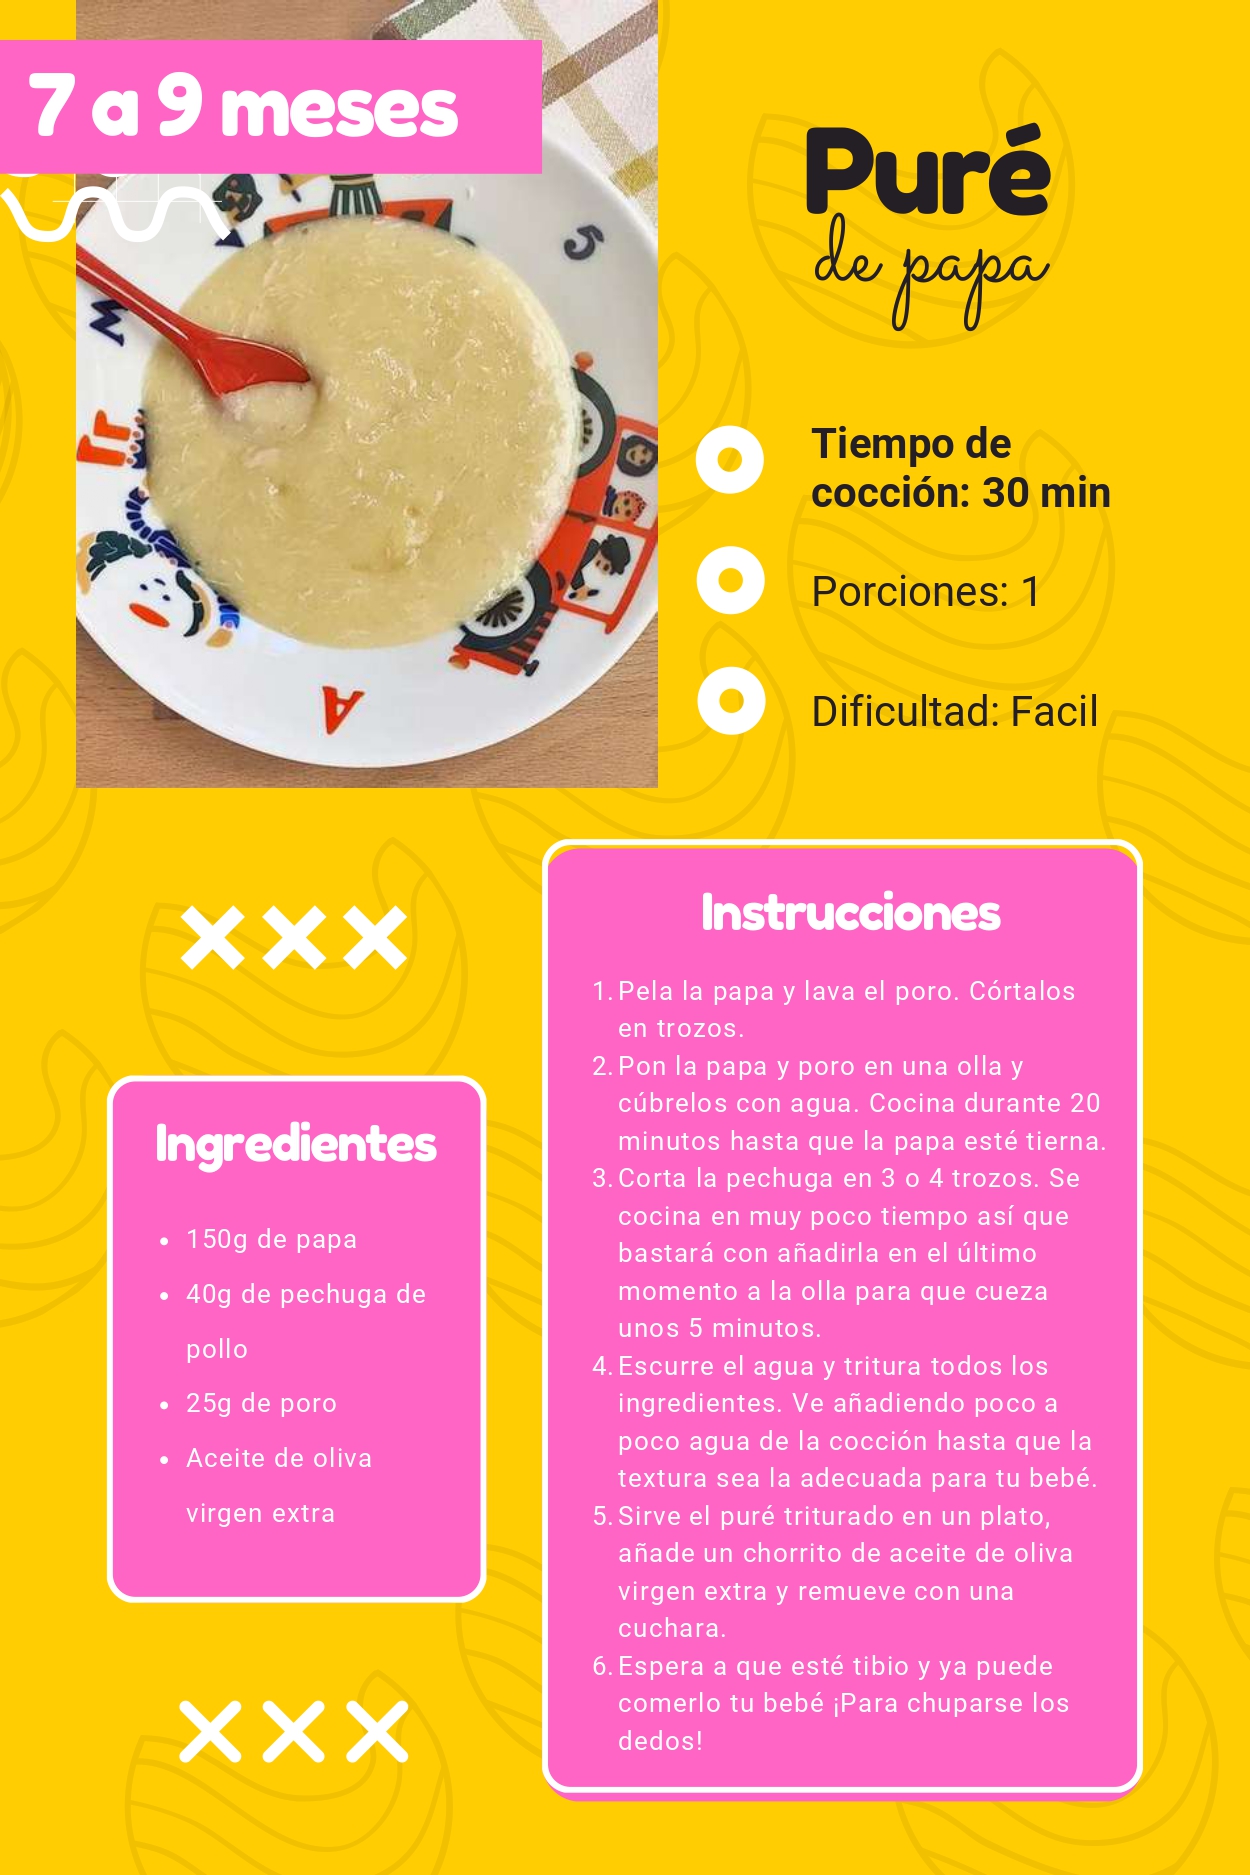 7 a 9 meses
Puré
de papa
Tiempo de
cocción: 30 min
Porciones: 1
Dificultad: Facil
Ingredientes
• 150g de papa
• 40g de pechuga de
pollo
• 25g de poro
• Aceite de oliva
virgen extra
Instrucciones
1. Pela la papa y lava el poro. Córtalos
en trozos.
2. Pon la papa y poro en una olla y
cúbrelos con agua. Cocina durante 20
minutos hasta que la papa esté tierna.
3. Corta la pechuga en 3 o 4 trozos. Se
cocina en muy poco tiempo así que
bastará con añadirla en el último
momento a la olla para que cueza
unos 5 minutos.
4. Escurre el agua y tritura todos los
ingredientes. Ve añadiendo poco a
poco agua de la cocción hasta que la
textura sea la adecuada para tu bebé.
5. Sirve el puré triturado en un plato,
añade un chorrito de aceite de oliva
virgen extra y remueve con una
cuchara.
6. Espera a que esté tibio y ya puede
comerlo tu bebé ¡Para chuparse los
dedos!
5
M
A